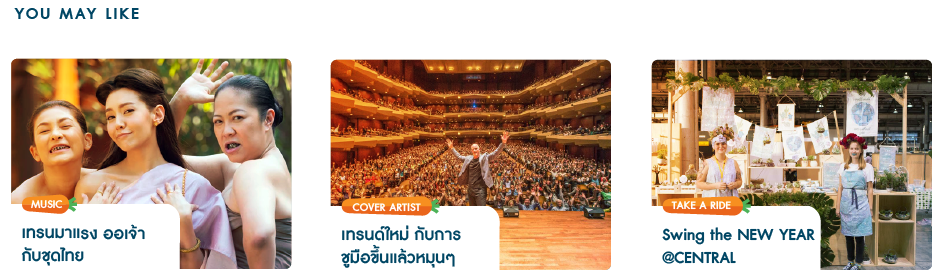 YOU MAY LIKE
MUSIC
เทรนมาแรง ออเจ้า
กับชุดไทย
COVER ARTIST
เทรนด์ใหม่ กับการ
ชูมือขึ้นแล้วหมุนๆ
TAKE A RIDE
Swing the NEW YEAR
@CENTRAL